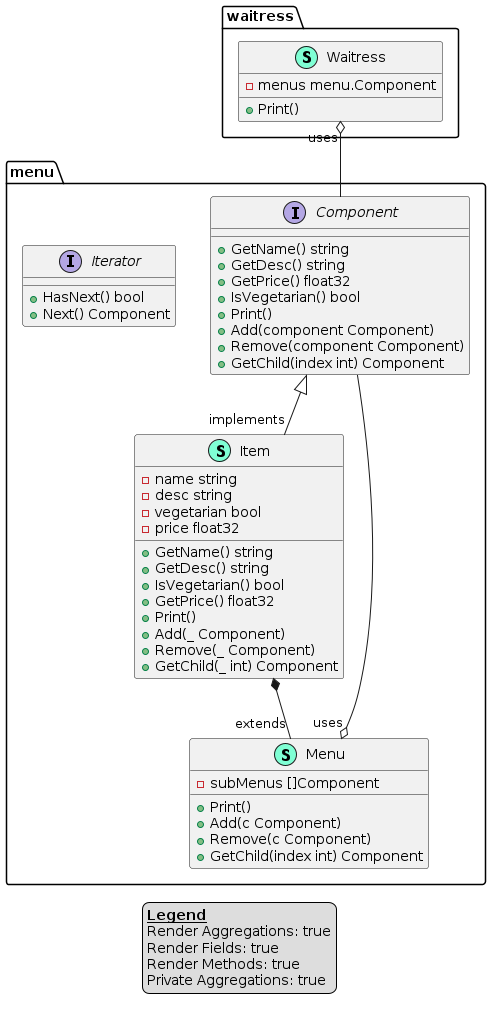 waitress
S Waitress
menus menu.Component
Print()
uses
menu
I Component
GetName() string
GetDesc() string
GetPrice() float32
IsVegetarian() bool
Print()
Add(component Component)
Remove(component Component)
GetChild(index int) Component
I Iterator
HasNext() bool
Next() Component
implements
S Item
name string
desc string
vegetarian bool
price float32
GetName() string
GetDesc() string
IsVegetarian() bool
GetPrice() float32
Print()
Add(_ Component)
Remove(_ Component)
GetChild(_ int) Component
extends
uses
S Menu
subMenus []Component
Print()
Add(c Component)
Remove(c Component)
GetChild(index int) Component
Legend
Render Aggregations: true
Render Fields: true
Render Methods: true
Private Aggregations: true